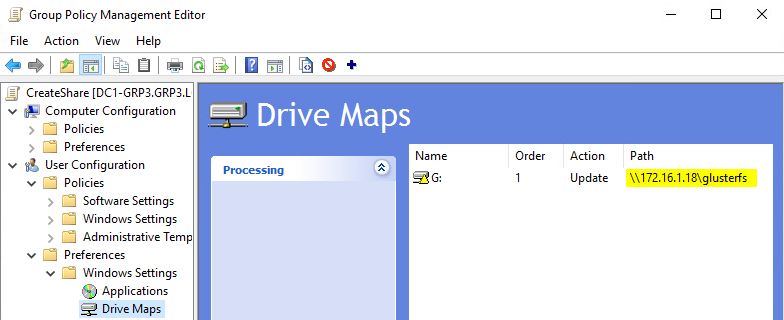 Group Policy Management Editor
File Action View Help
CreateShare [DC1-GRP3.GRP3.L
Computer Configuration
Policies
Preferences
User Configuration
Policies
Software Settings
Windows Settings
Administrative Temp
Preferences
Windows Settings
Applications
Drive Maps
Drive Maps
Processing
Name Order Action Path
G: 1 Update \\172.16.1.18\glusterfs